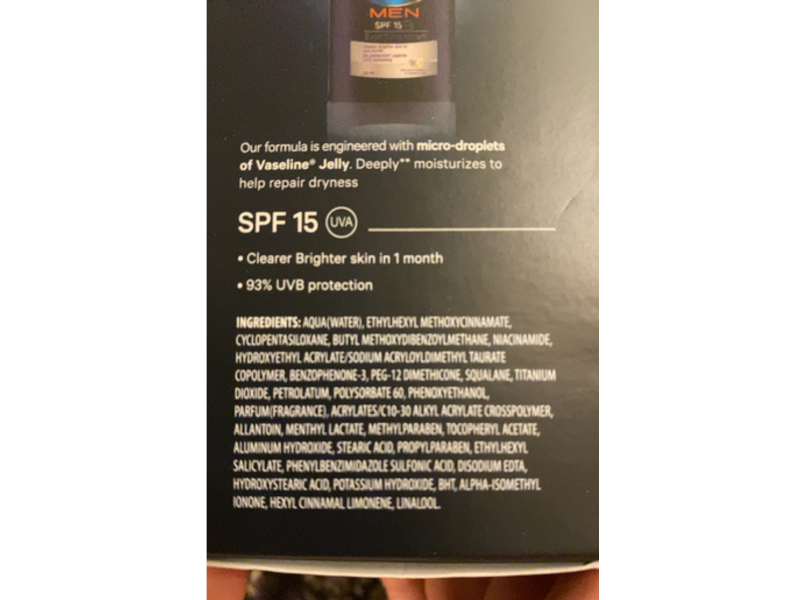 MEN
SPF 15
Our formula is engineered with micro-droplets
of Vaseline® Jelly. Deeply** moisturizes to
help repair dryness
SPF 15 UVA
• Clearer Brighter skin in 1 month
• 93% UVB protection
INGREDIENTS: AQUA(WATER), ETHYLHEXYL METHOXYCINNAMATE,
CYCLOPENTASILOXANE, BUTYL METHOXYDIBENZOYLMETHANE, NIACINAMIDE,
HYDROXYETHYL ACRYLATE/SODIUM ACRYLOYLDIMETHYL TAURATE
COPOLYMER, BENZOPHENONE-3, PEG-12 DIMETHICONE, SQUALANE, TITANIUM
DIOXIDE, PETROLATUM, POLYSORBATE 60, PHENOXYETHANOL,
PARFUM(FRAGRANCE), ACRYLATES/C10-30 ALKYL ACRYLATE CROSSPOLYMER,
ALLANTOIN, MENTHYL LACTATE, METHYLPARABEN, TOCOPHERYL ACETATE,
ALUMINUM HYDROXIDE, STEARIC ACID, PROPYLPARABEN, ETHYLHEXYL
SALICYLATE, PHENYLBENZIMIDAZOLE SULFONIC ACID, DISODIUM EDTA,
HYDROXYSTEARIC ACID, POTASSIUM HYDROXIDE, BHT, ALPHA-ISOMETHYL
IONONE, HEXYL CINNAMAL LIMONENE, LINALOOL.